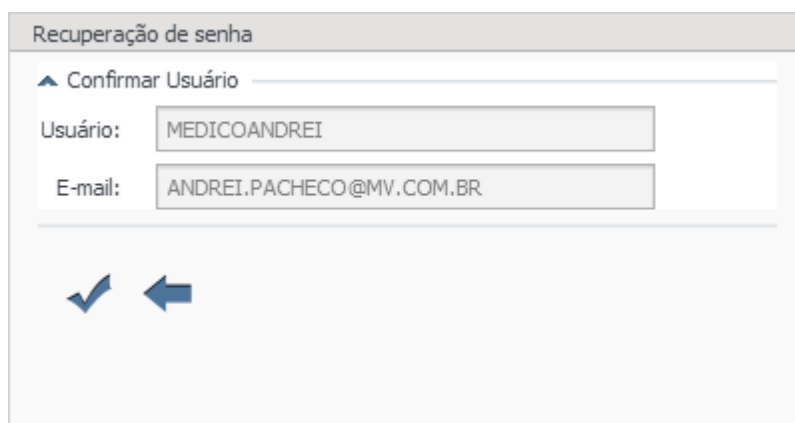 Recuperação de senha
Confirmar Usuário
Usuário: MEDICOANDREI
E-mail: ANDREI.PACHECO@MV.COM.BR